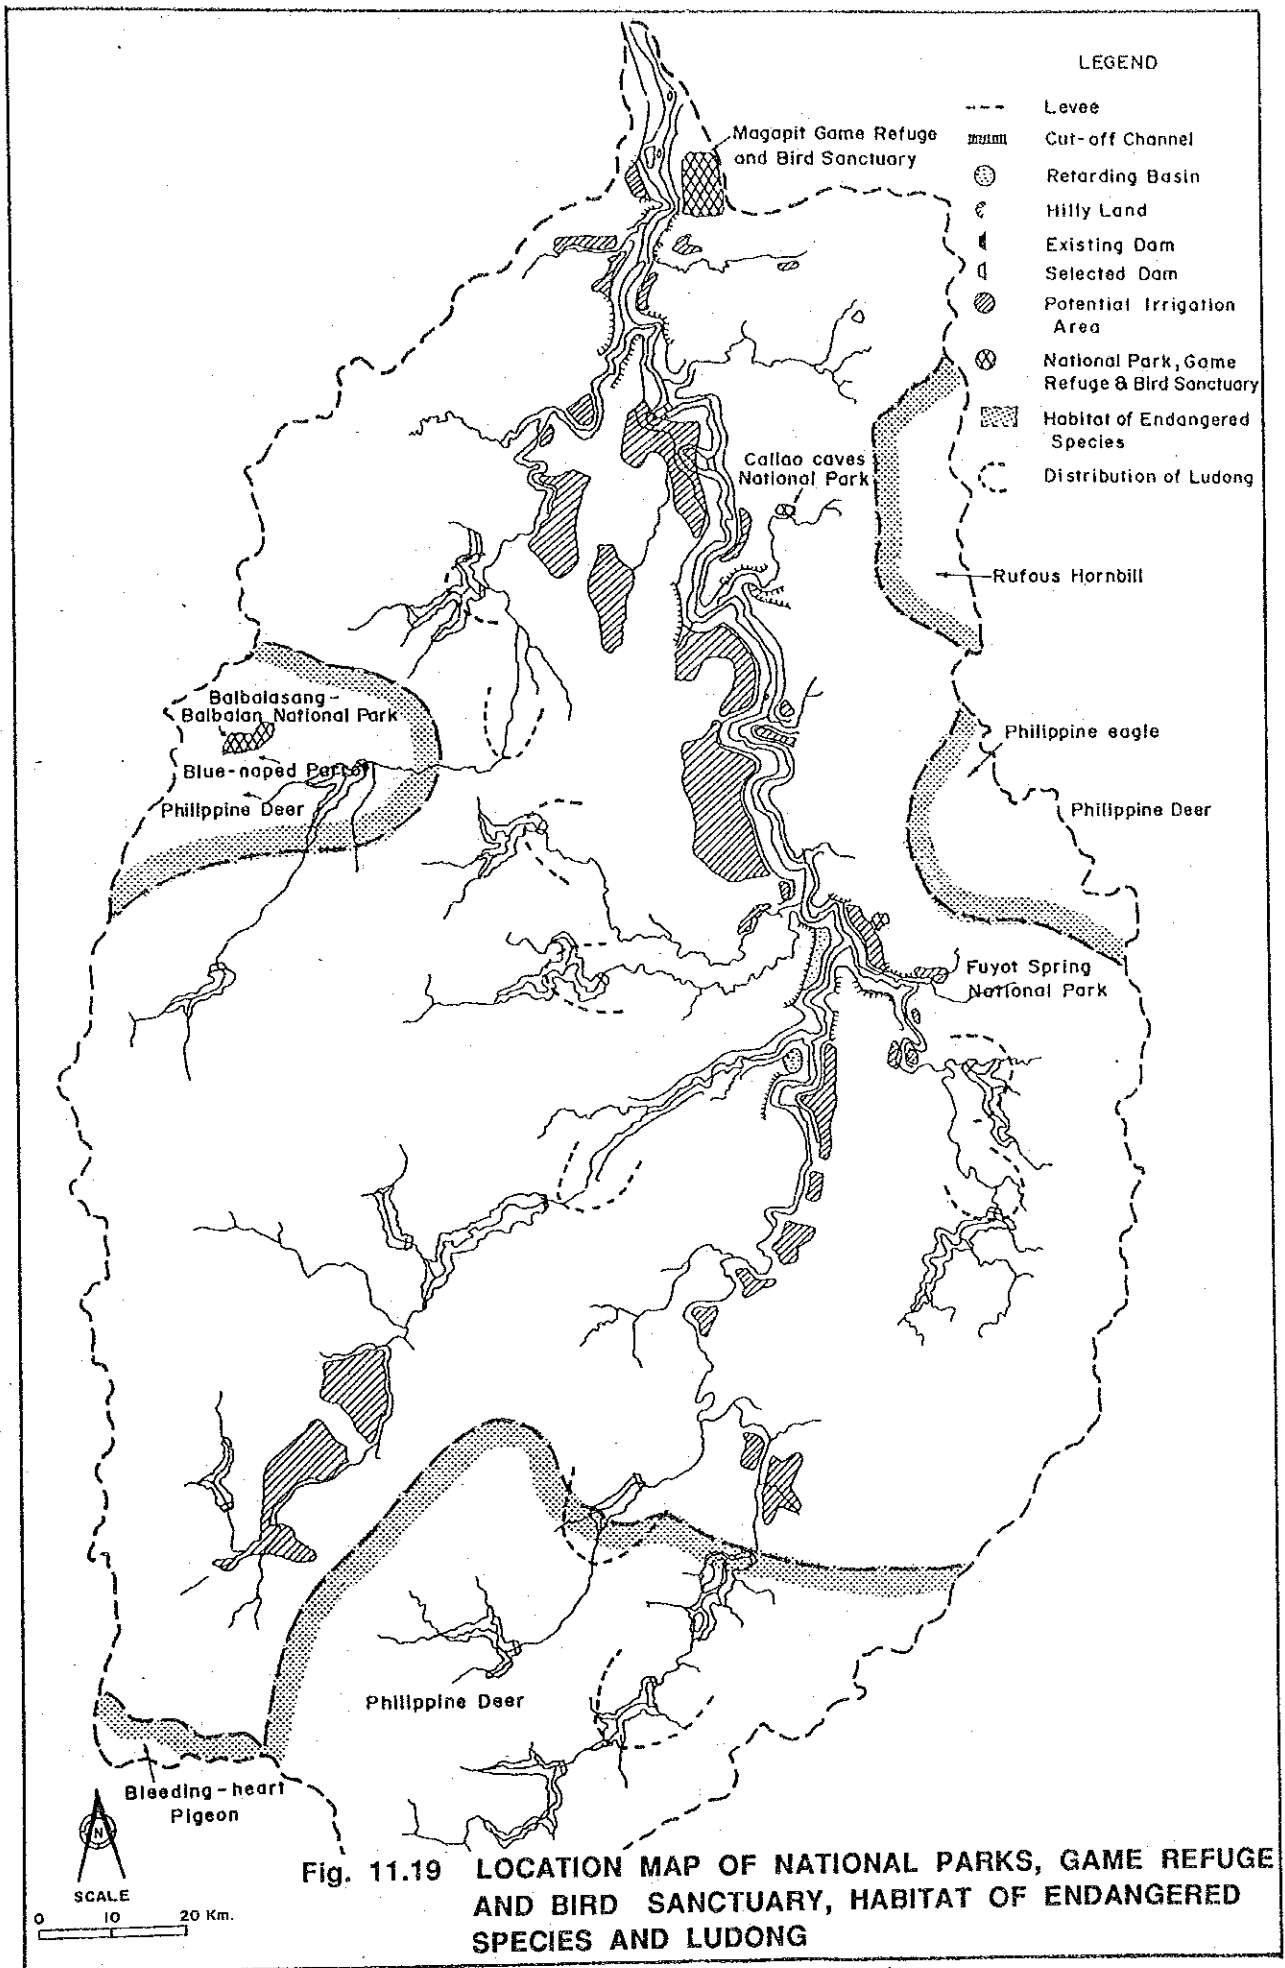 LEGEND
Levee
Cut-off Channel
Retarding Basin
Hilly Land
Existing Dam
Selected Dam
Potential Irrigation
Area
National Park, Game
Refuge & Bird Sanctuary
Habitat of Endangered
Species
Distribution of Ludong
Magapit Game Refuge
and Bird Sanctuary
Callao caves
National Park
Rufous Hornbill
Balbalasang-
Balbalan National Park
Blue-naped Parrot
Philippine Deer
Philippine eagle
Philippine Deer
Fuyot Spring
National Park
Philippine Deer
Bleeding-heart
Pigeon
N
SCALE
0 10 20 Km.
Fig. 11.19 LOCATION MAP OF NATIONAL PARKS, GAME REFUGE
AND BIRD SANCTUARY, HABITAT OF ENDANGERED
SPECIES AND LUDONG